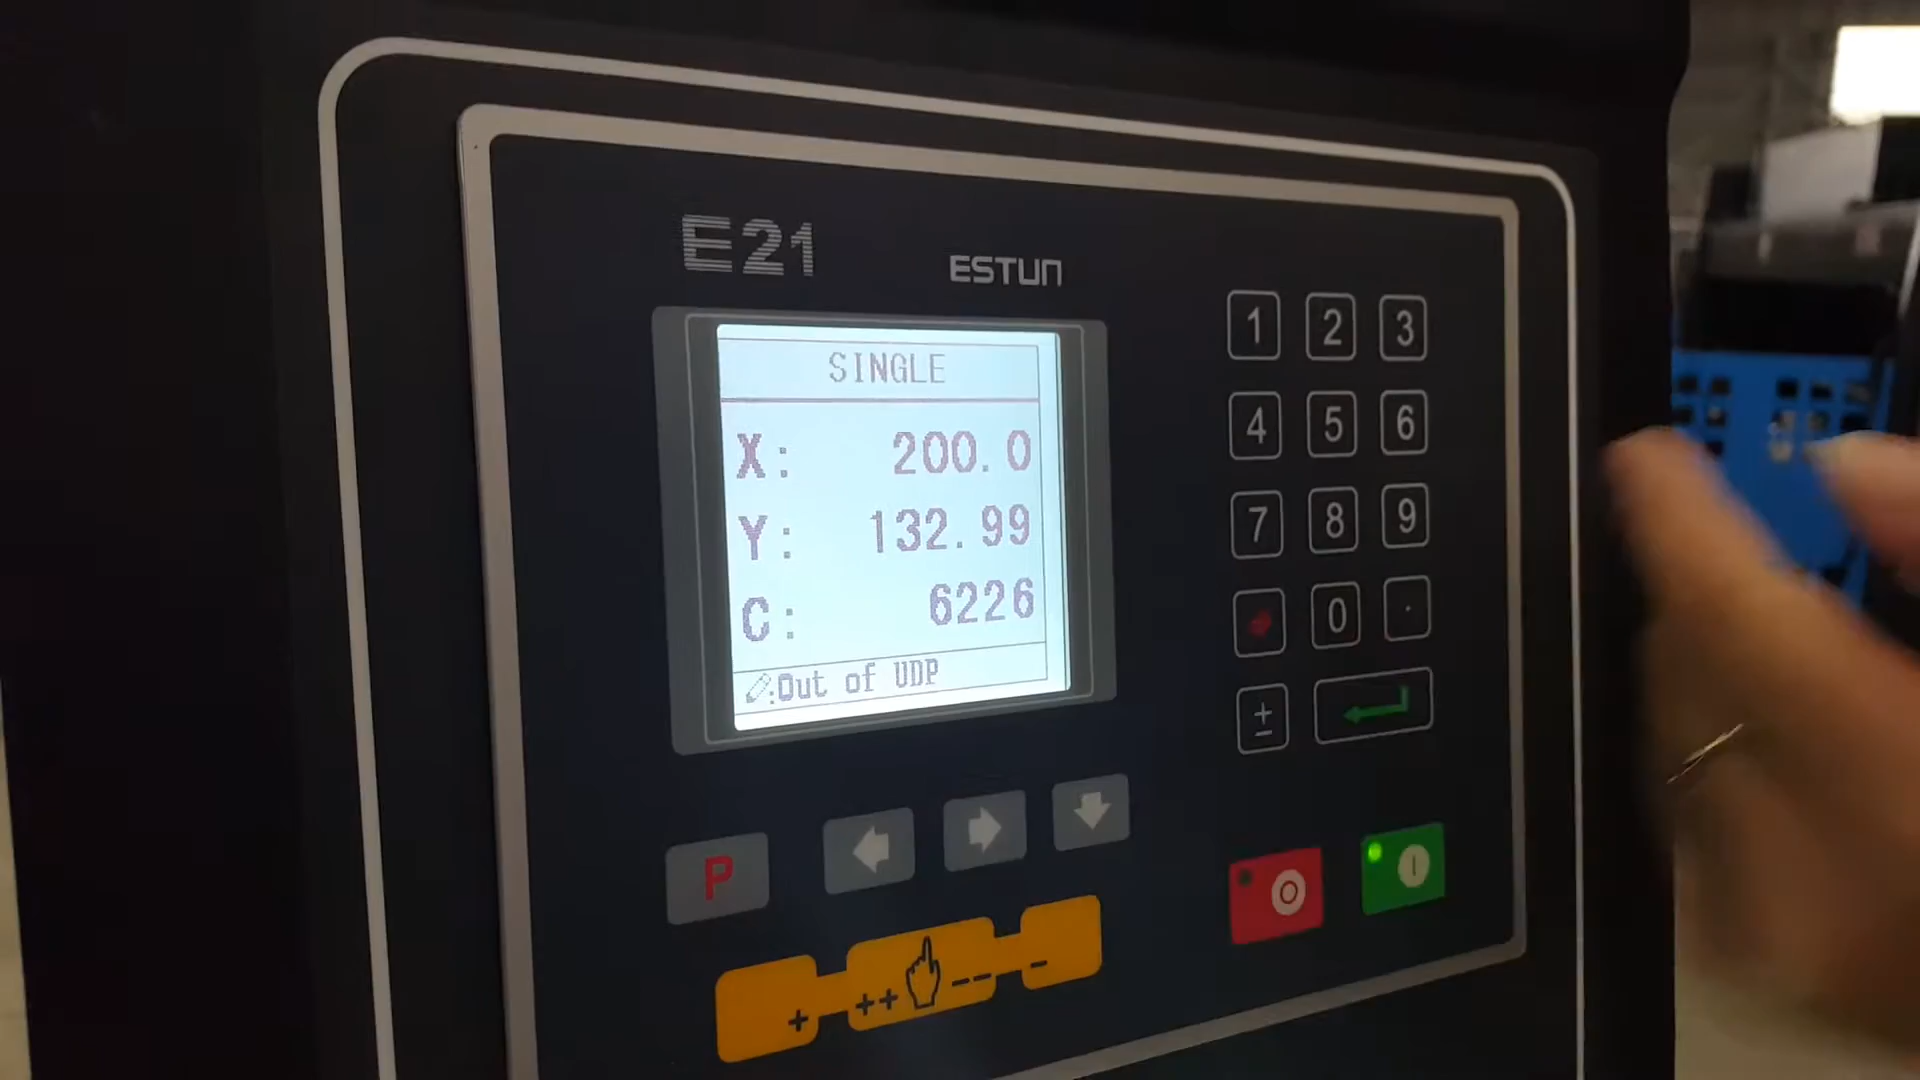 E21
ESTUN
SINGLE
X: 200.0
Y: 132.99
C: 6226
:Out of UDP
1 2 3
4 5 6
7 8 9
0 .
±
P
+ ++ -- -